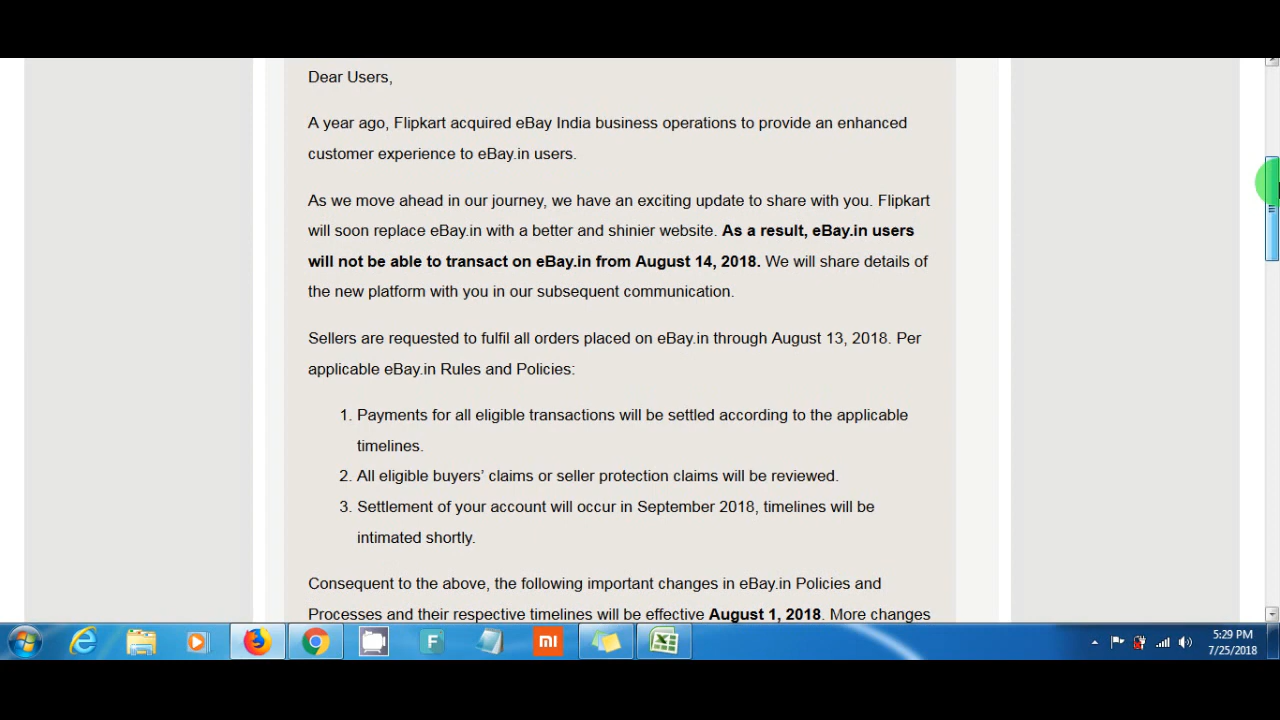 Dear Users,
A year ago, Flipkart acquired eBay India business operations to provide an enhanced
customer experience to eBay.in users.
As we move ahead in our journey, we have an exciting update to share with you. Flipkart
will soon replace eBay.in with a better and shinier website. As a result, eBay.in users
will not be able to transact on eBay.in from August 14, 2018. We will share details of
the new platform with you in our subsequent communication.
Sellers are requested to fulfil all orders placed on eBay.in through August 13, 2018. Per
applicable eBay.in Rules and Policies:
1. Payments for all eligible transactions will be settled according to the applicable
timelines.
2. All eligible buyers’ claims or seller protection claims will be reviewed.
3. Settlement of your account will occur in September 2018, timelines will be
intimated shortly.
Consequent to the above, the following important changes in eBay.in Policies and
Processes and their respective timelines will be effective August 1, 2018. More changes
F
mi
5:29 PM
7/25/2018